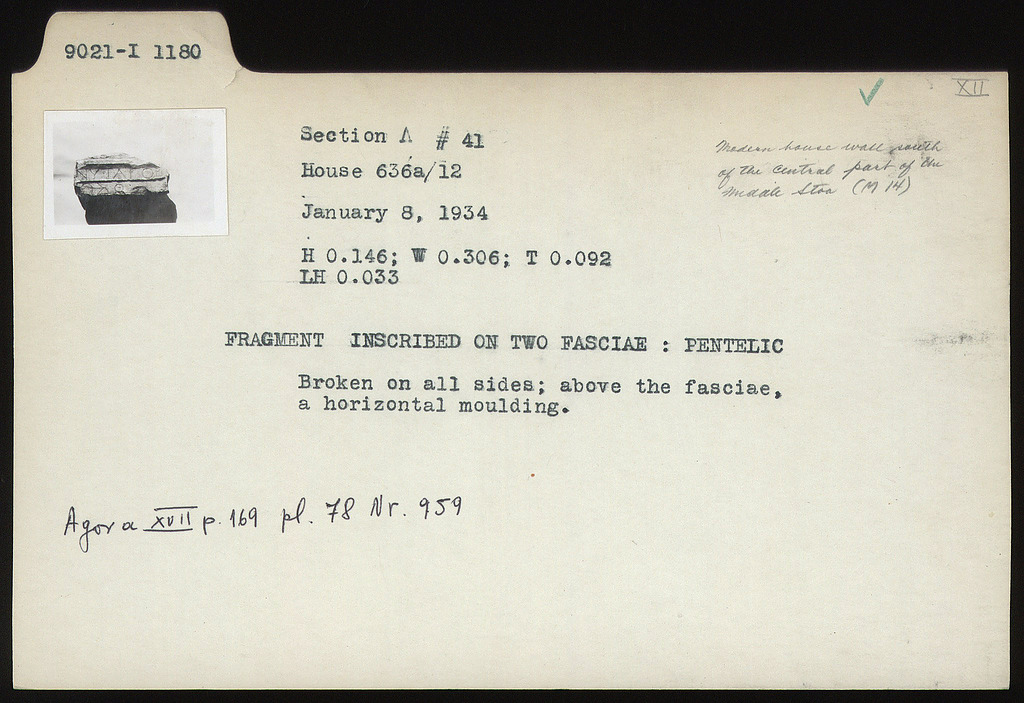 9021-I 1180
XII
Section Λ # 41
House 636a/12
January 8, 1934
H 0.146; W 0.306; T 0.092
LH 0.033
Modern house wall south
of the central part of the
Middle Stoa (M 14)
FRAGMENT INSCRIBED ON TWO FASCIAE : PENTELIC
Broken on all sides; above the fasciae,
a horizontal moulding.
Agora XVII p. 169 pl. 78 Nr. 959